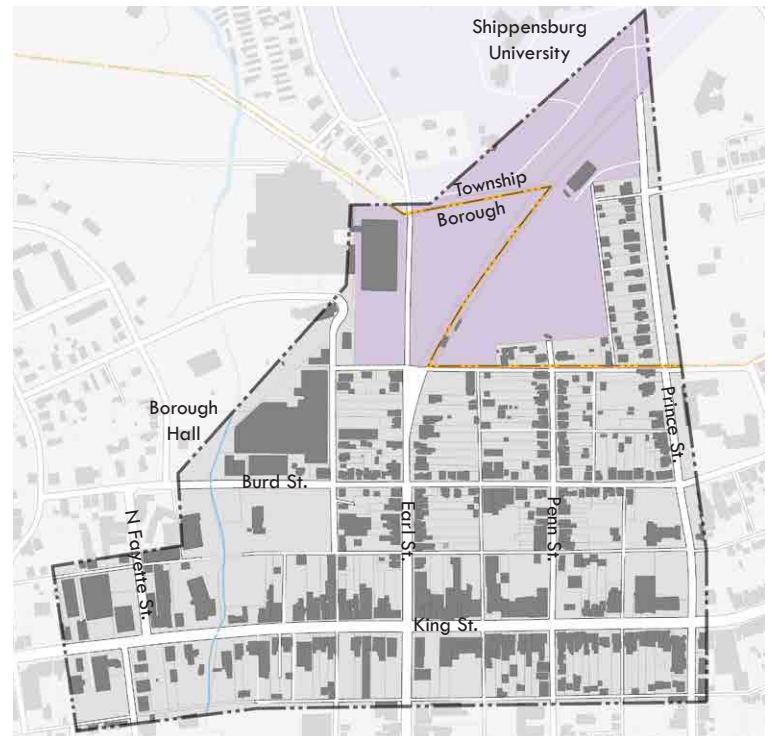 Shippensburg
University
Township
Borough
Borough
Hall
Prince St.
Burd St.
N Fayette St.
Earl St.
Penn St.
King St.